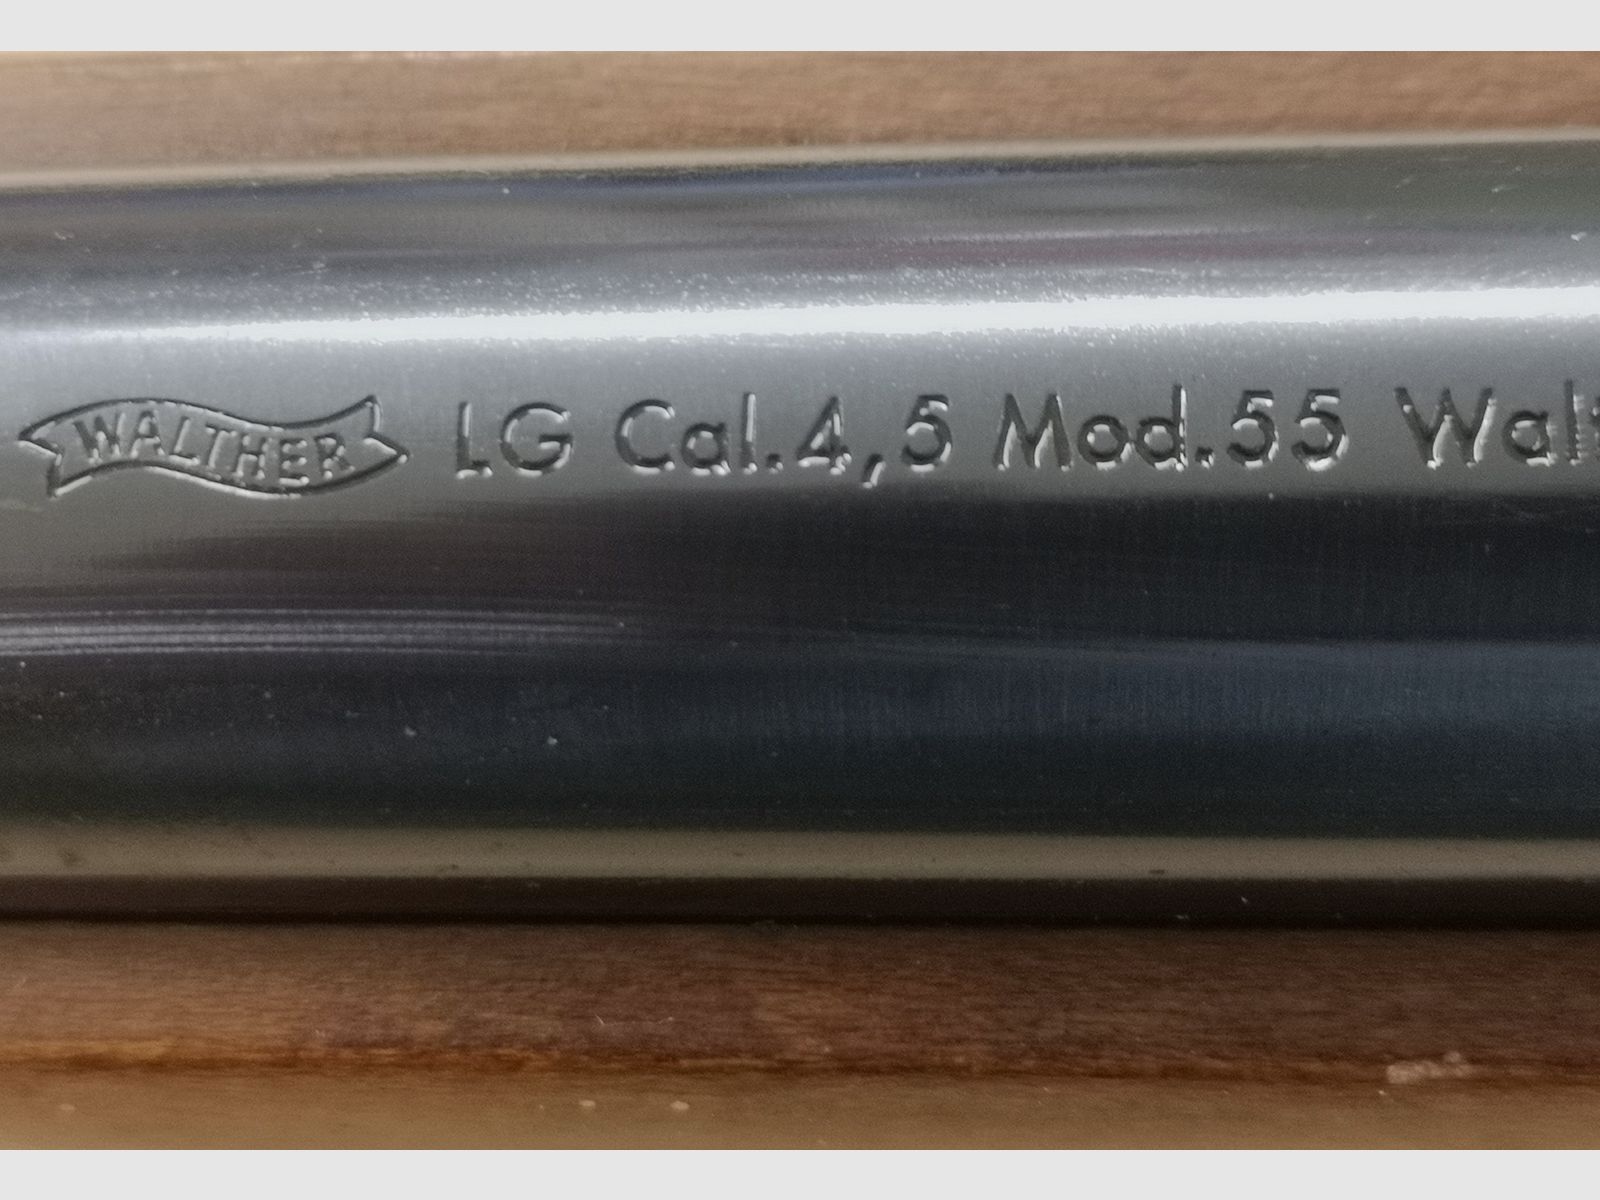 WALTHER LG Cal.4,5 Mod.55